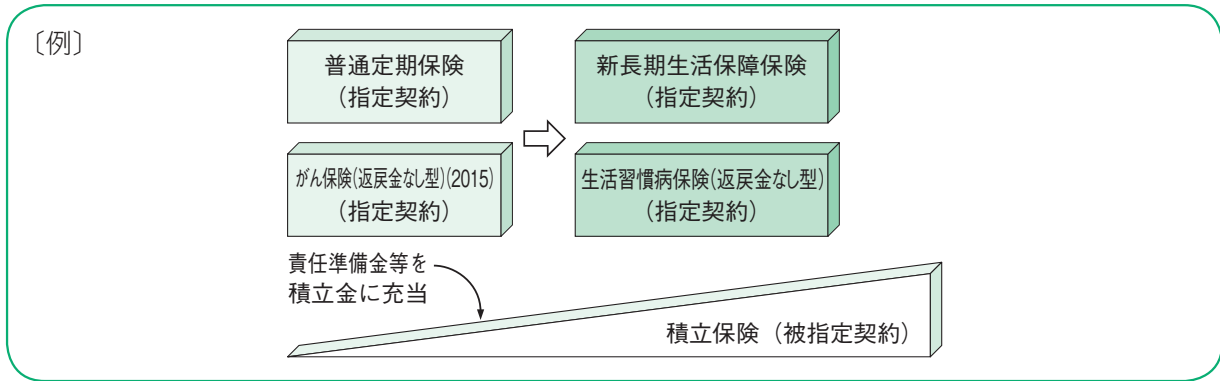 〔例〕
普通定期保険
（指定契約）
新長期生活保障保険
（指定契約）
がん保険(返戻金なし型)(2015)
（指定契約）
生活習慣病保険(返戻金なし型)
（指定契約）
責任準備金等を
積立金に充当
積立保険（被指定契約）